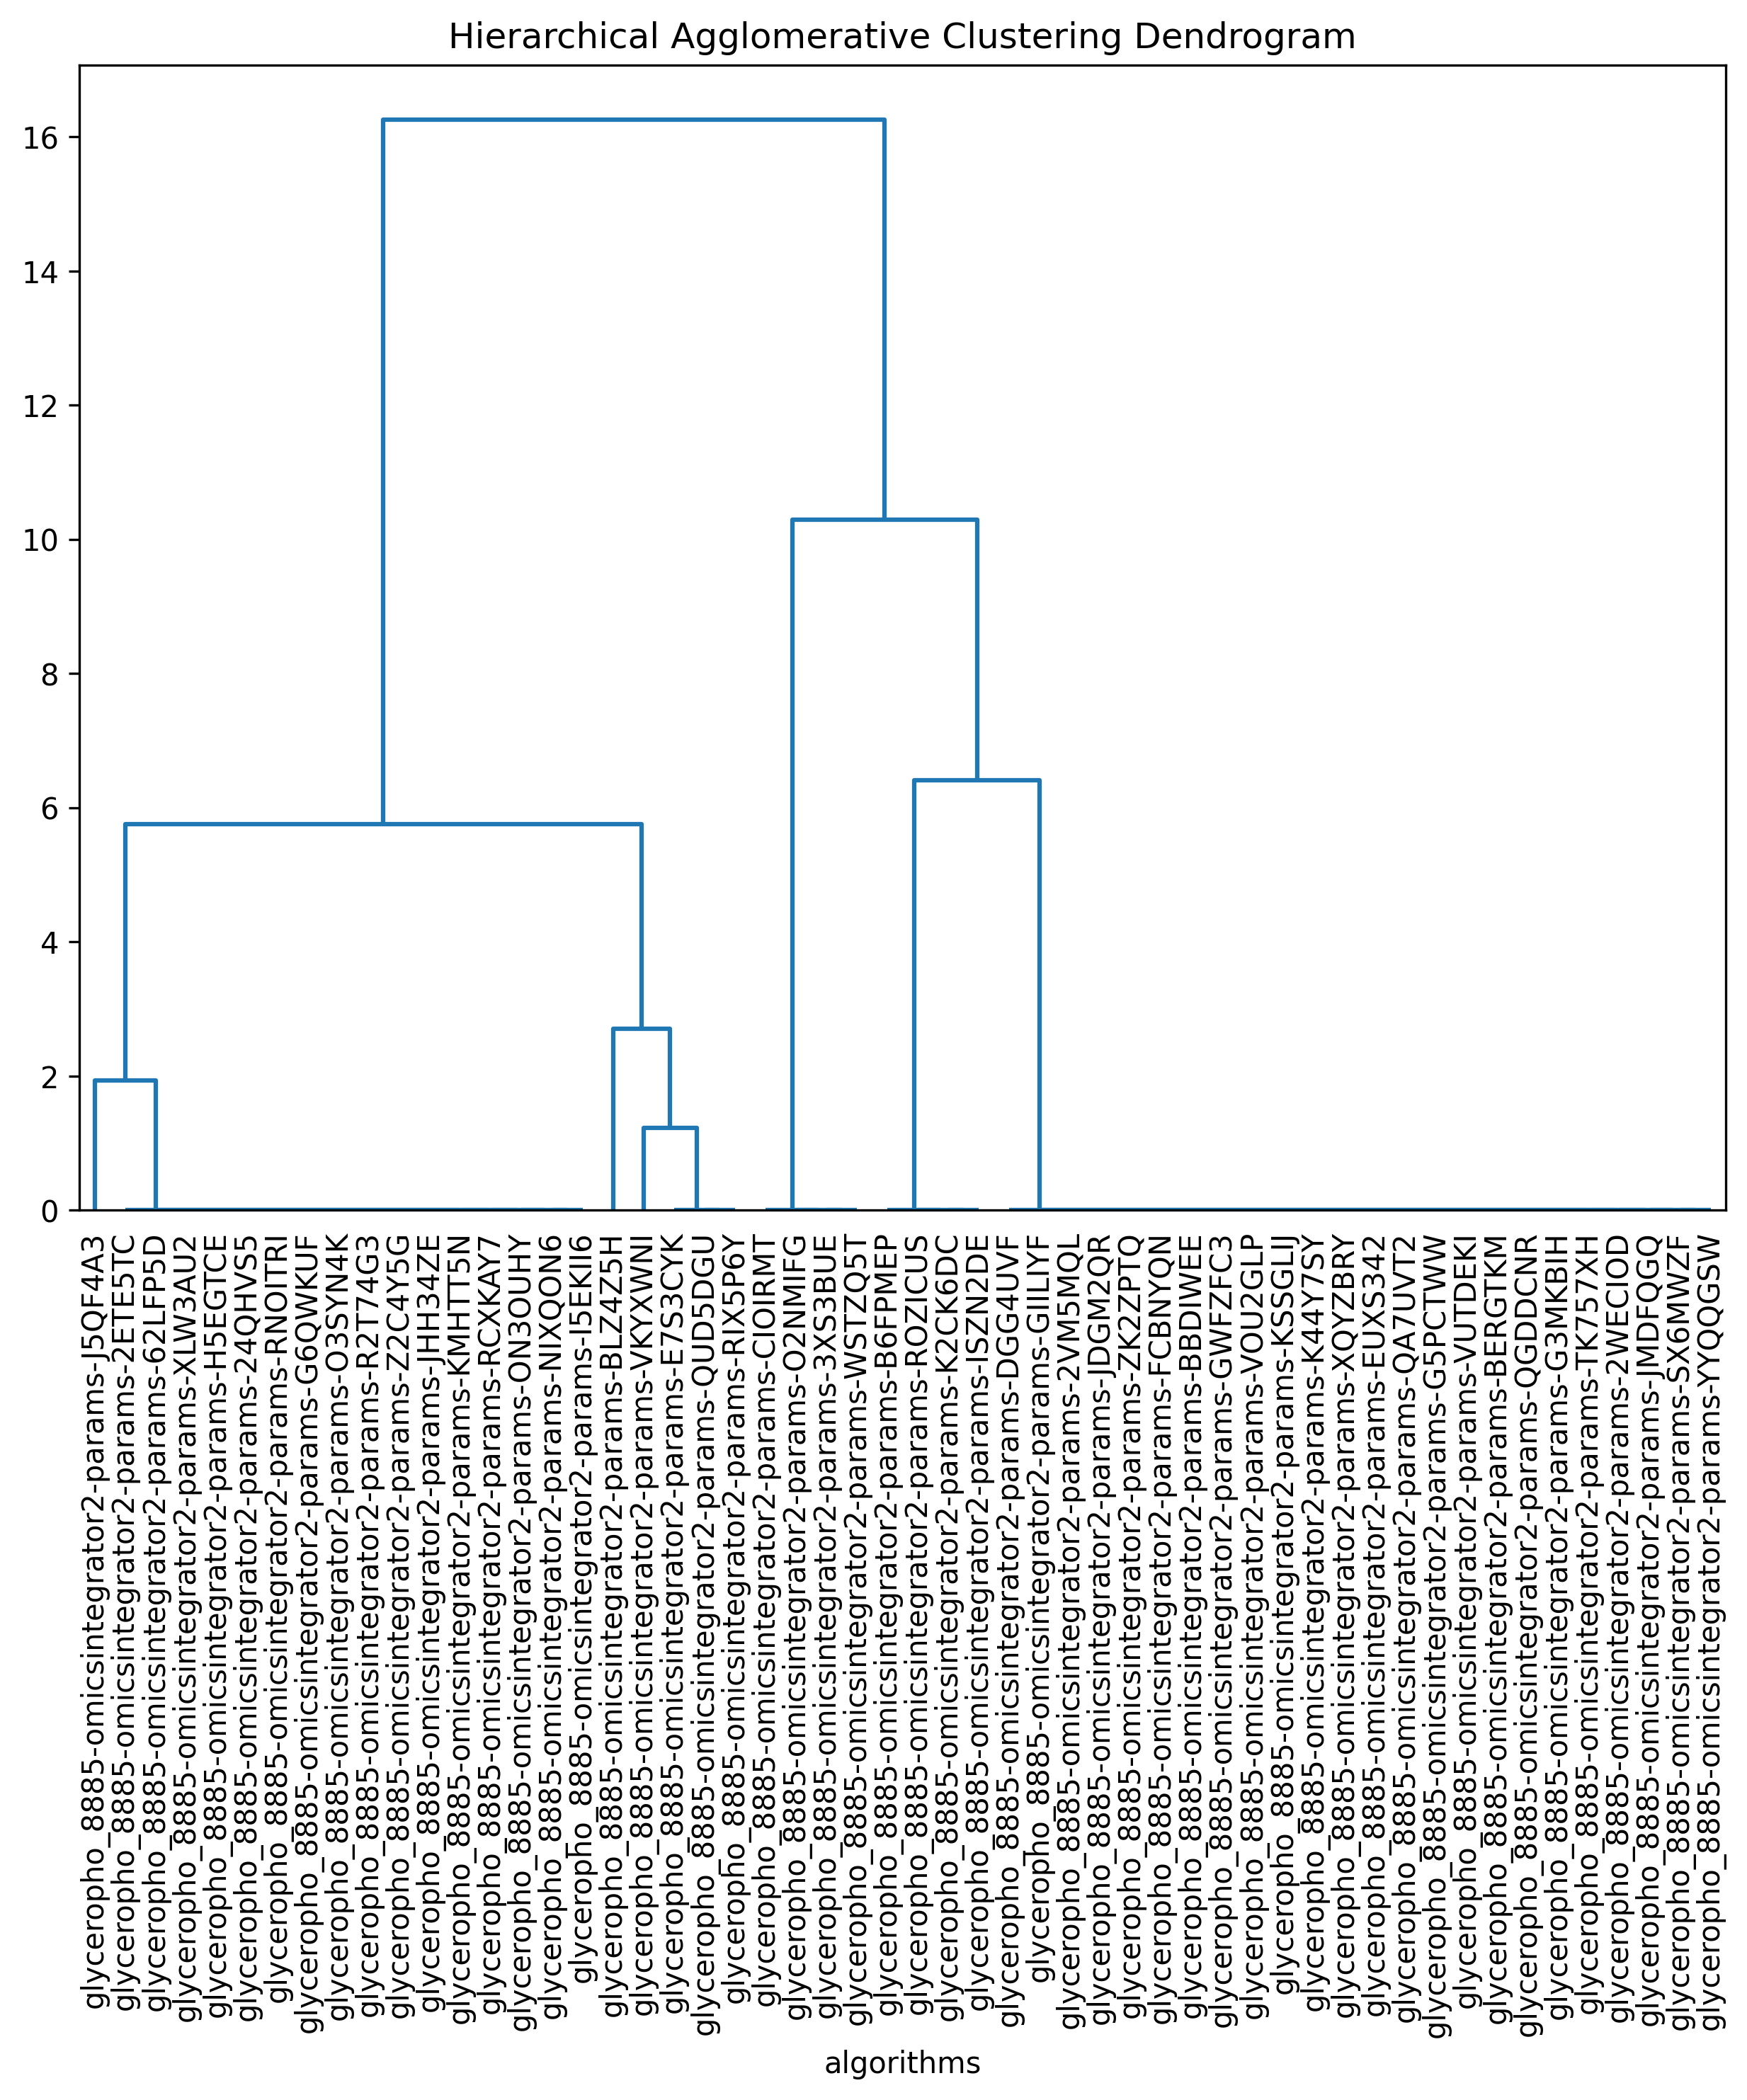 Hierarchical Agglomerative Clustering Dendrogram
16
14
12
10
8
6
4
2
0
glyceropho_8885-omicsintegrator2-params-J5QF4A3
glyceropho_8885-omicsintegrator2-params-2ETE5TC
glyceropho_8885-omicsintegrator2-params-62LFP5D
glyceropho_8885-omicsintegrator2-params-XLW3AU2
glyceropho_8885-omicsintegrator2-params-H5EGTCE
glyceropho_8885-omicsintegrator2-params-24QHVS5
glyceropho_8885-omicsintegrator2-params-RNOITRI
glyceropho_8885-omicsintegrator2-params-G6QWKUF
glyceropho_8885-omicsintegrator2-params-O3SYN4K
glyceropho_8885-omicsintegrator2-params-R2T74G3
glyceropho_8885-omicsintegrator2-params-Z2C4Y5G
glyceropho_8885-omicsintegrator2-params-JHH34ZE
glyceropho_8885-omicsintegrator2-params-KMHTT5N
glyceropho_8885-omicsintegrator2-params-RCXKAY7
glyceropho_8885-omicsintegrator2-params-ON3OUHY
glyceropho_8885-omicsintegrator2-params-NIXQON6
glyceropho_8885-omicsintegrator2-params-I5EKII6
glyceropho_8885-omicsintegrator2-params-BLZ4Z5H
glyceropho_8885-omicsintegrator2-params-VKYXWNI
glyceropho_8885-omicsintegrator2-params-E7S3CYK
glyceropho_8885-omicsintegrator2-params-QUD5DGU
glyceropho_8885-omicsintegrator2-params-RIX5P6Y
glyceropho_8885-omicsintegrator2-params-CIOIRMT
glyceropho_8885-omicsintegrator2-params-O2NMIFG
glyceropho_8885-omicsintegrator2-params-3XS3BUE
glyceropho_8885-omicsintegrator2-params-WSTZQ5T
glyceropho_8885-omicsintegrator2-params-B6FPMEP
glyceropho_8885-omicsintegrator2-params-ROZICUS
glyceropho_8885-omicsintegrator2-params-K2CK6DC
glyceropho_8885-omicsintegrator2-params-ISZN2DE
glyceropho_8885-omicsintegrator2-params-DGG4UVF
glyceropho_8885-omicsintegrator2-params-GIILIYF
glyceropho_8885-omicsintegrator2-params-2VM5MQL
glyceropho_8885-omicsintegrator2-params-JDGM2QR
glyceropho_8885-omicsintegrator2-params-ZK2ZPTQ
glyceropho_8885-omicsintegrator2-params-FCBNYQN
glyceropho_8885-omicsintegrator2-params-BBDIWEE
glyceropho_8885-omicsintegrator2-params-GWFZFC3
glyceropho_8885-omicsintegrator2-params-VOU2GLP
glyceropho_8885-omicsintegrator2-params-KSSGLIJ
glyceropho_8885-omicsintegrator2-params-K44Y7SY
glyceropho_8885-omicsintegrator2-params-XQYZBRY
glyceropho_8885-omicsintegrator2-params-EUXS342
glyceropho_8885-omicsintegrator2-params-QA7UVT2
glyceropho_8885-omicsintegrator2-params-G5PCTWW
glyceropho_8885-omicsintegrator2-params-VUTDEKI
glyceropho_8885-omicsintegrator2-params-BERGTKM
glyceropho_8885-omicsintegrator2-params-QGDDCNR
glyceropho_8885-omicsintegrator2-params-G3MKBIH
glyceropho_8885-omicsintegrator2-params-TK757XH
glyceropho_8885-omicsintegrator2-params-2WECIOD
glyceropho_8885-omicsintegrator2-params-JMDFQGQ
glyceropho_8885-omicsintegrator2-params-SX6MWZF
glyceropho_8885-omicsintegrator2-params-YYQQGSW
algorithms